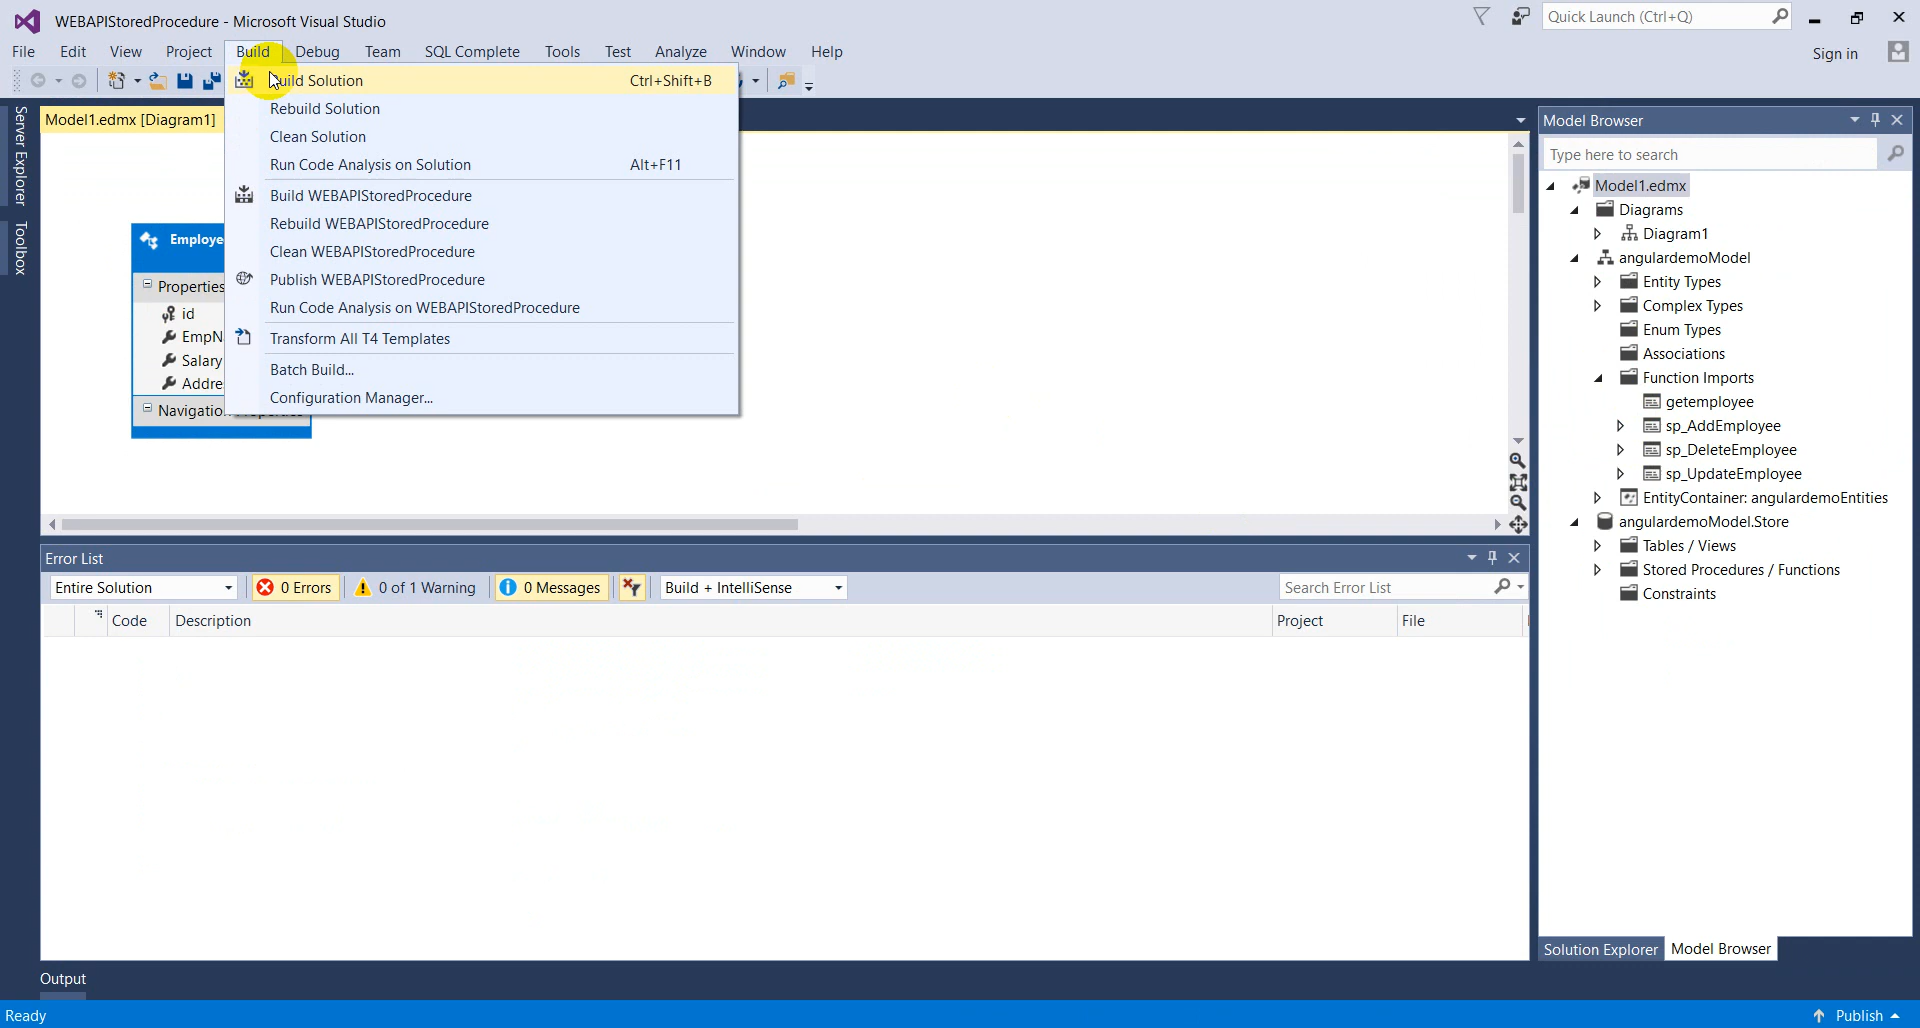 WEBAPIStoredProcedure - Microsoft Visual Studio
Quick Launch (Ctrl+Q)
File Edit View Project Build Debug Team SQL Complete Tools Test Analyze Window Help
Sign in
Build Solution Ctrl+Shift+B
Rebuild Solution
Clean Solution
Run Code Analysis on Solution Alt+F11
Build WEBAPIStoredProcedure
Rebuild WEBAPIStoredProcedure
Clean WEBAPIStoredProcedure
Publish WEBAPIStoredProcedure
Run Code Analysis on WEBAPIStoredProcedure
Transform All T4 Templates
Batch Build...
Configuration Manager...
Server Explorer
Toolbox
Model1.edmx [Diagram1]
Employe
Properties
id
EmpN
Salary
Addre
Navigation Properties
Model Browser
Type here to search
Model1.edmx
Diagrams
Diagram1
angulardemoModel
Entity Types
Complex Types
Enum Types
Associations
Function Imports
getemployee
sp_AddEmployee
sp_DeleteEmployee
sp_UpdateEmployee
EntityContainer: angulardemoEntities
angulardemoModel.Store
Tables / Views
Stored Procedures / Functions
Constraints
Solution Explorer Model Browser
Error List
Entire Solution 0 Errors 0 of 1 Warning 0 Messages Build + IntelliSense Search Error List
Code Description Project File
Output
Ready Publish